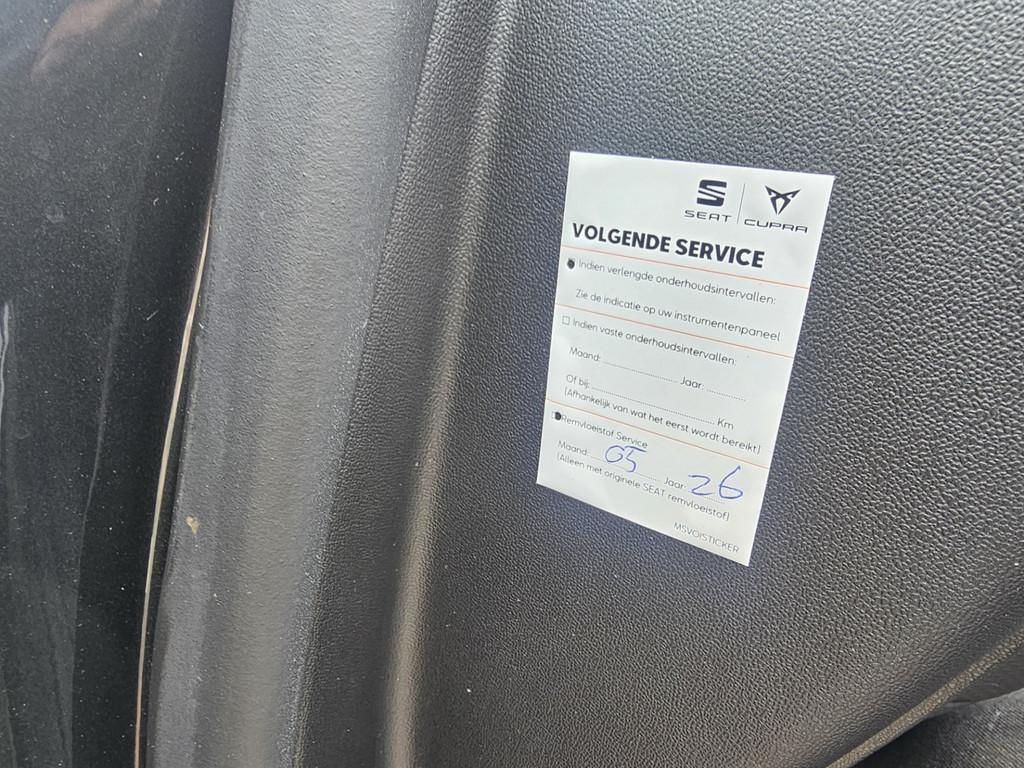 SEAT CUPRA
VOLGENDE SERVICE
Indien verlengde onderhoudsintervallen:
Zie de indicatie op uw instrumentenpaneel
Indien vaste onderhoudsintervallen:
Maand: Jaar:
Of bij: Km
(Afhankelijk van wat het eerst wordt bereikt)
Remvloeistof Service
Maand: 05 Jaar: 26
(Alleen met originele SEAT remvloeistof)
MSVOISTICKER